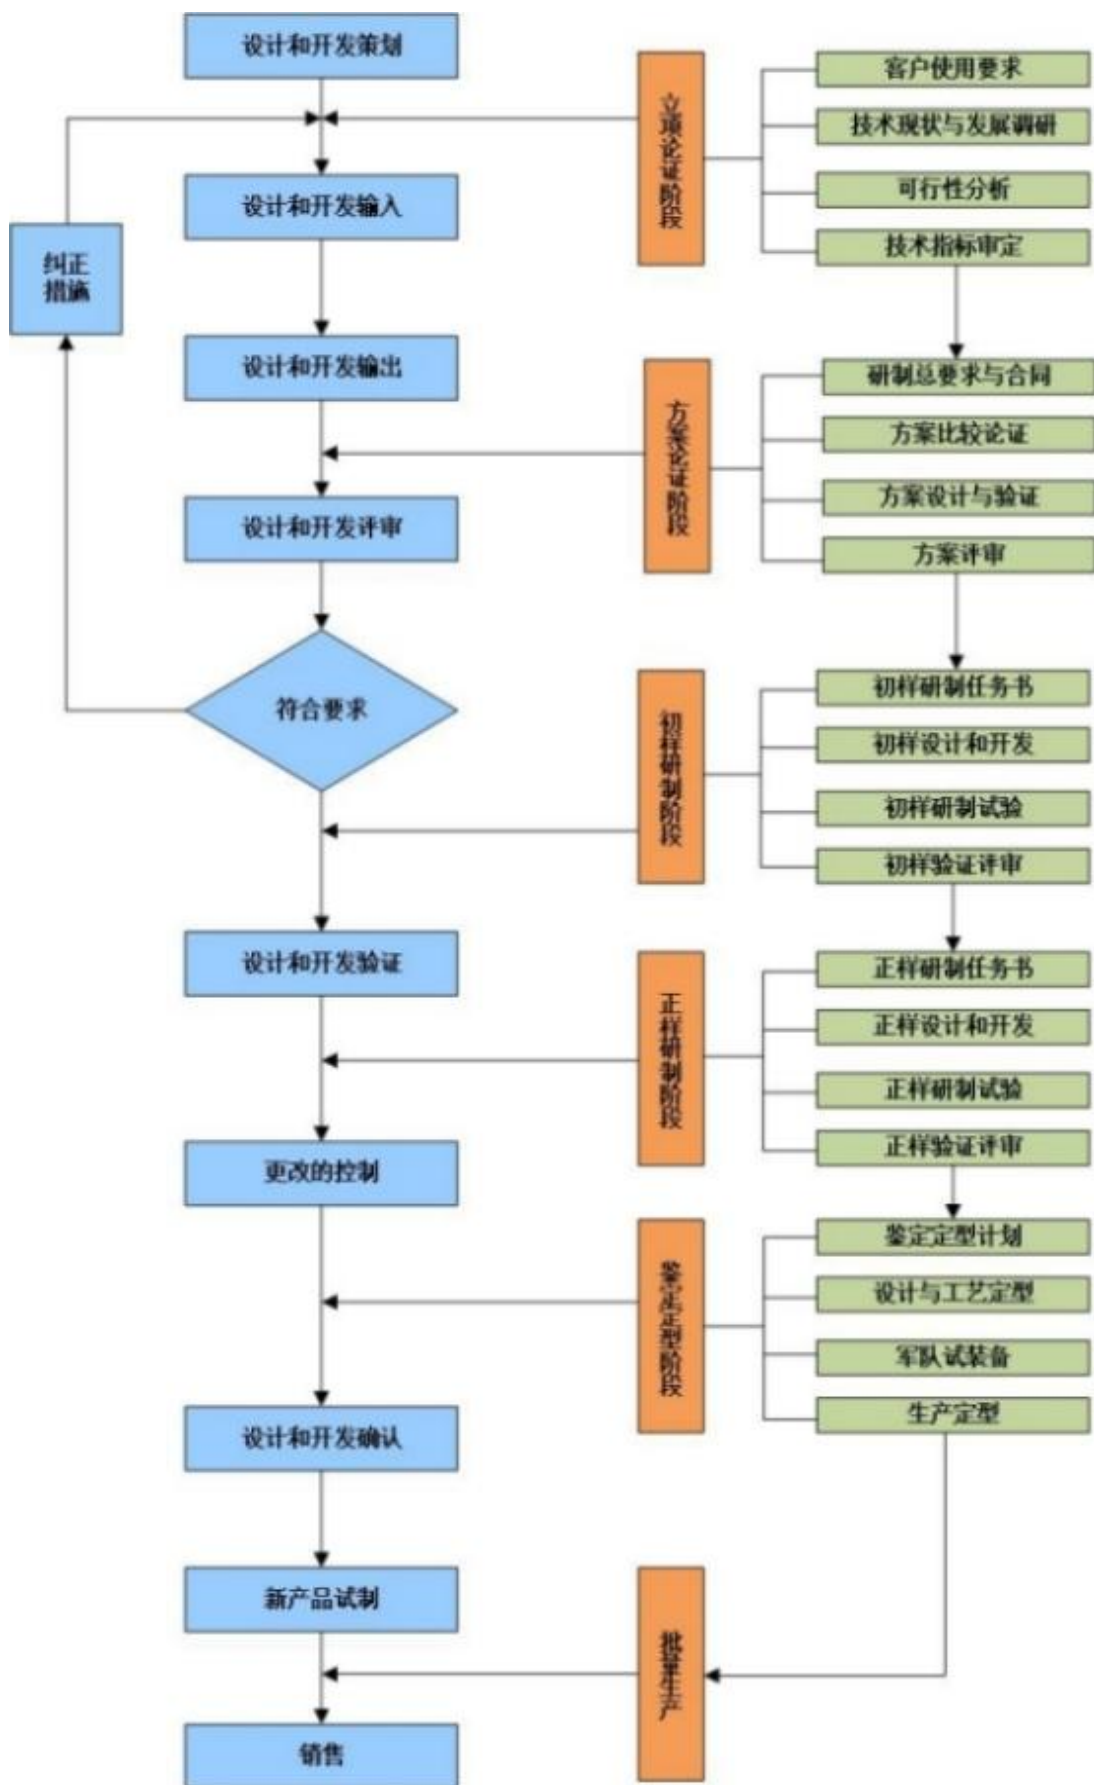 设计和开发策划
设计和开发输入
纠正
措施
设计和开发输出
设计和开发评审
符合要求
设计和开发验证
更改的控制
设计和开发确认
新产品试制
销售
立项论证阶段
方案论证阶段
初样研制阶段
正样研制阶段
鉴定定型阶段
批量生产
客户使用要求
技术现状与发展调研
可行性分析
技术指标审定
研制总要求与合同
方案比较论证
方案设计与验证
方案评审
初样研制任务书
初样设计和开发
初样研制试验
初样验证评审
正样研制任务书
正样设计和开发
正样研制试验
正样验证评审
鉴定定型计划
设计与工艺定型
军队试装备
生产定型